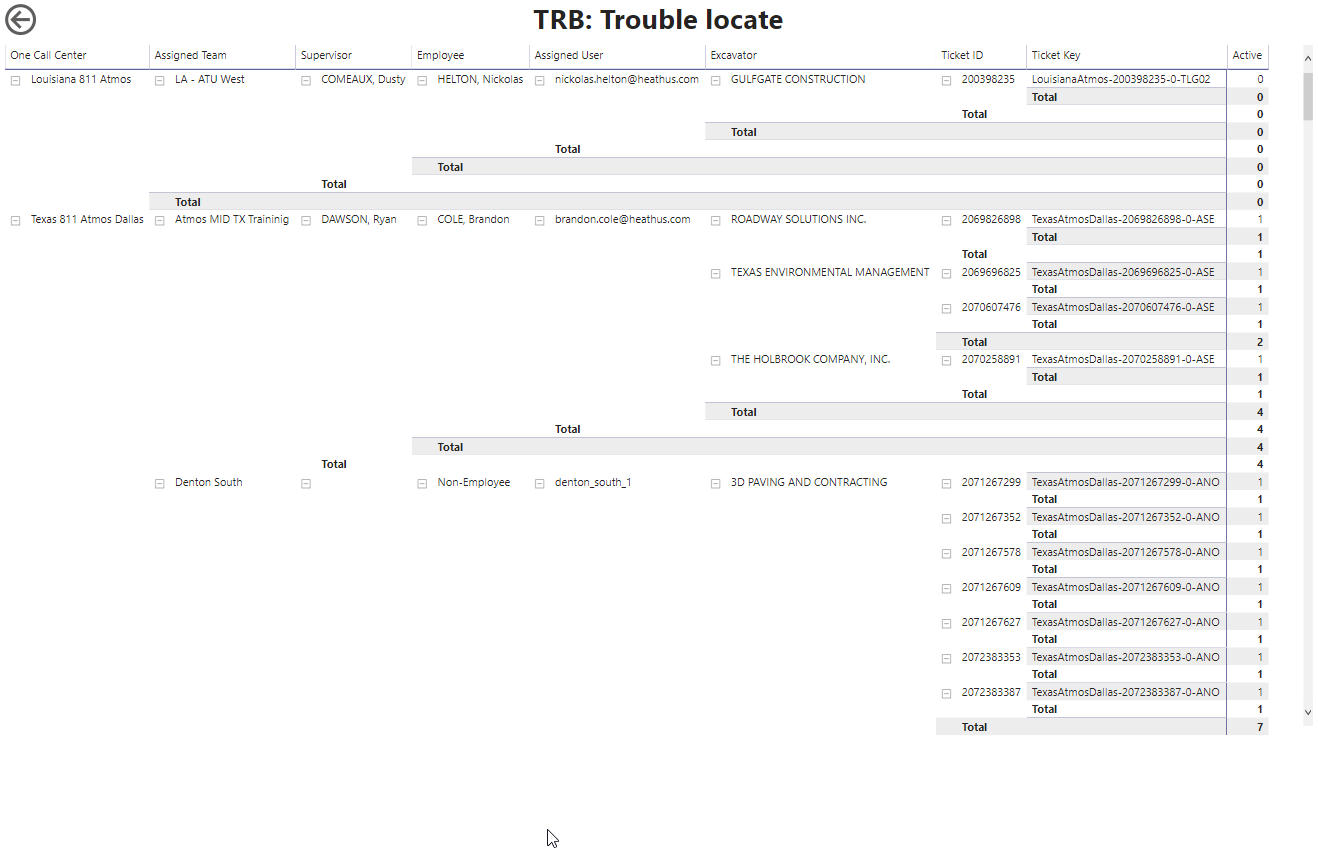 TRB: Trouble locate
One Call Center Assigned Team Supervisor Employee Assigned User Excavator Ticket ID Ticket Key Active
Louisiana 811 Atmos LA - ATU West COMEAUX, Dusty HELTON, Nickolas nickolas.helton@heathus.com GULFGATE CONSTRUCTION 200398235 LouisianaAtmos-200398235-0-TLG02 0
Total 0
Total 0
Total 0
Total 0
Total 0
Total 0
Total 0
Texas 811 Atmos Dallas Atmos MID TX Traininig DAWSON, Ryan COLE, Brandon brandon.cole@heathus.com ROADWAY SOLUTIONS INC. 2069826898 TexasAtmosDallas-2069826898-0-ASE 1
Total 1
Total 1
TEXAS ENVIRONMENTAL MANAGEMENT 2069696825 TexasAtmosDallas-2069696825-0-ASE 1
Total 1
2070607476 TexasAtmosDallas-2070607476-0-ASE 1
Total 1
Total 2
THE HOLBROOK COMPANY, INC. 2070258891 TexasAtmosDallas-2070258891-0-ASE 1
Total 1
Total 1
Total 4
Total 4
Total 4
Total 4
Denton South Non-Employee denton_south_1 3D PAVING AND CONTRACTING 2071267299 TexasAtmosDallas-2071267299-0-ANO 1
Total 1
2071267352 TexasAtmosDallas-2071267352-0-ANO 1
Total 1
2071267578 TexasAtmosDallas-2071267578-0-ANO 1
Total 1
2071267609 TexasAtmosDallas-2071267609-0-ANO 1
Total 1
2071267627 TexasAtmosDallas-2071267627-0-ANO 1
Total 1
2072383353 TexasAtmosDallas-2072383353-0-ANO 1
Total 1
2072383387 TexasAtmosDallas-2072383387-0-ANO 1
Total 1
Total 7